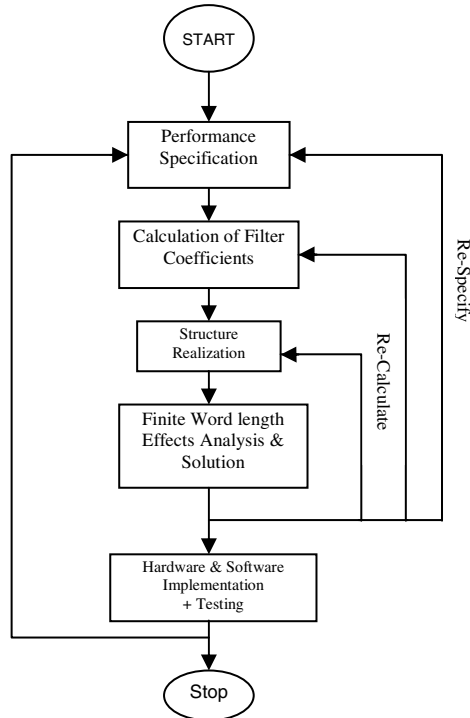 START
Performance
Specification
Calculation of Filter
Coefficients
Structure
Realization
Finite Word length
Effects Analysis &
Solution
Hardware & Software
Implementation
+ Testing
Stop
Re-Calculate
Re-Specify